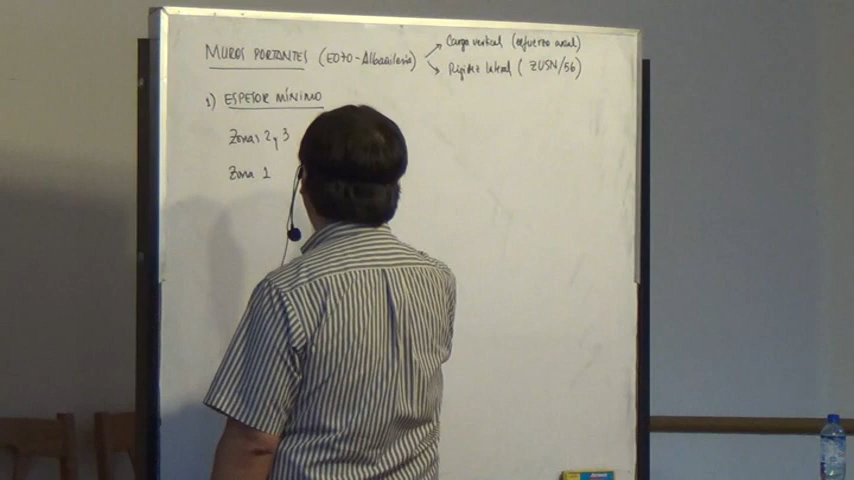 MUROS PORTANTES (E070-Albañilería)
Carga vertical (esfuerzo axial)
Rigidez lateral (ZUSN/56)
1) ESPESOR MÍNIMO
Zonas 2 y 3
Zona 1